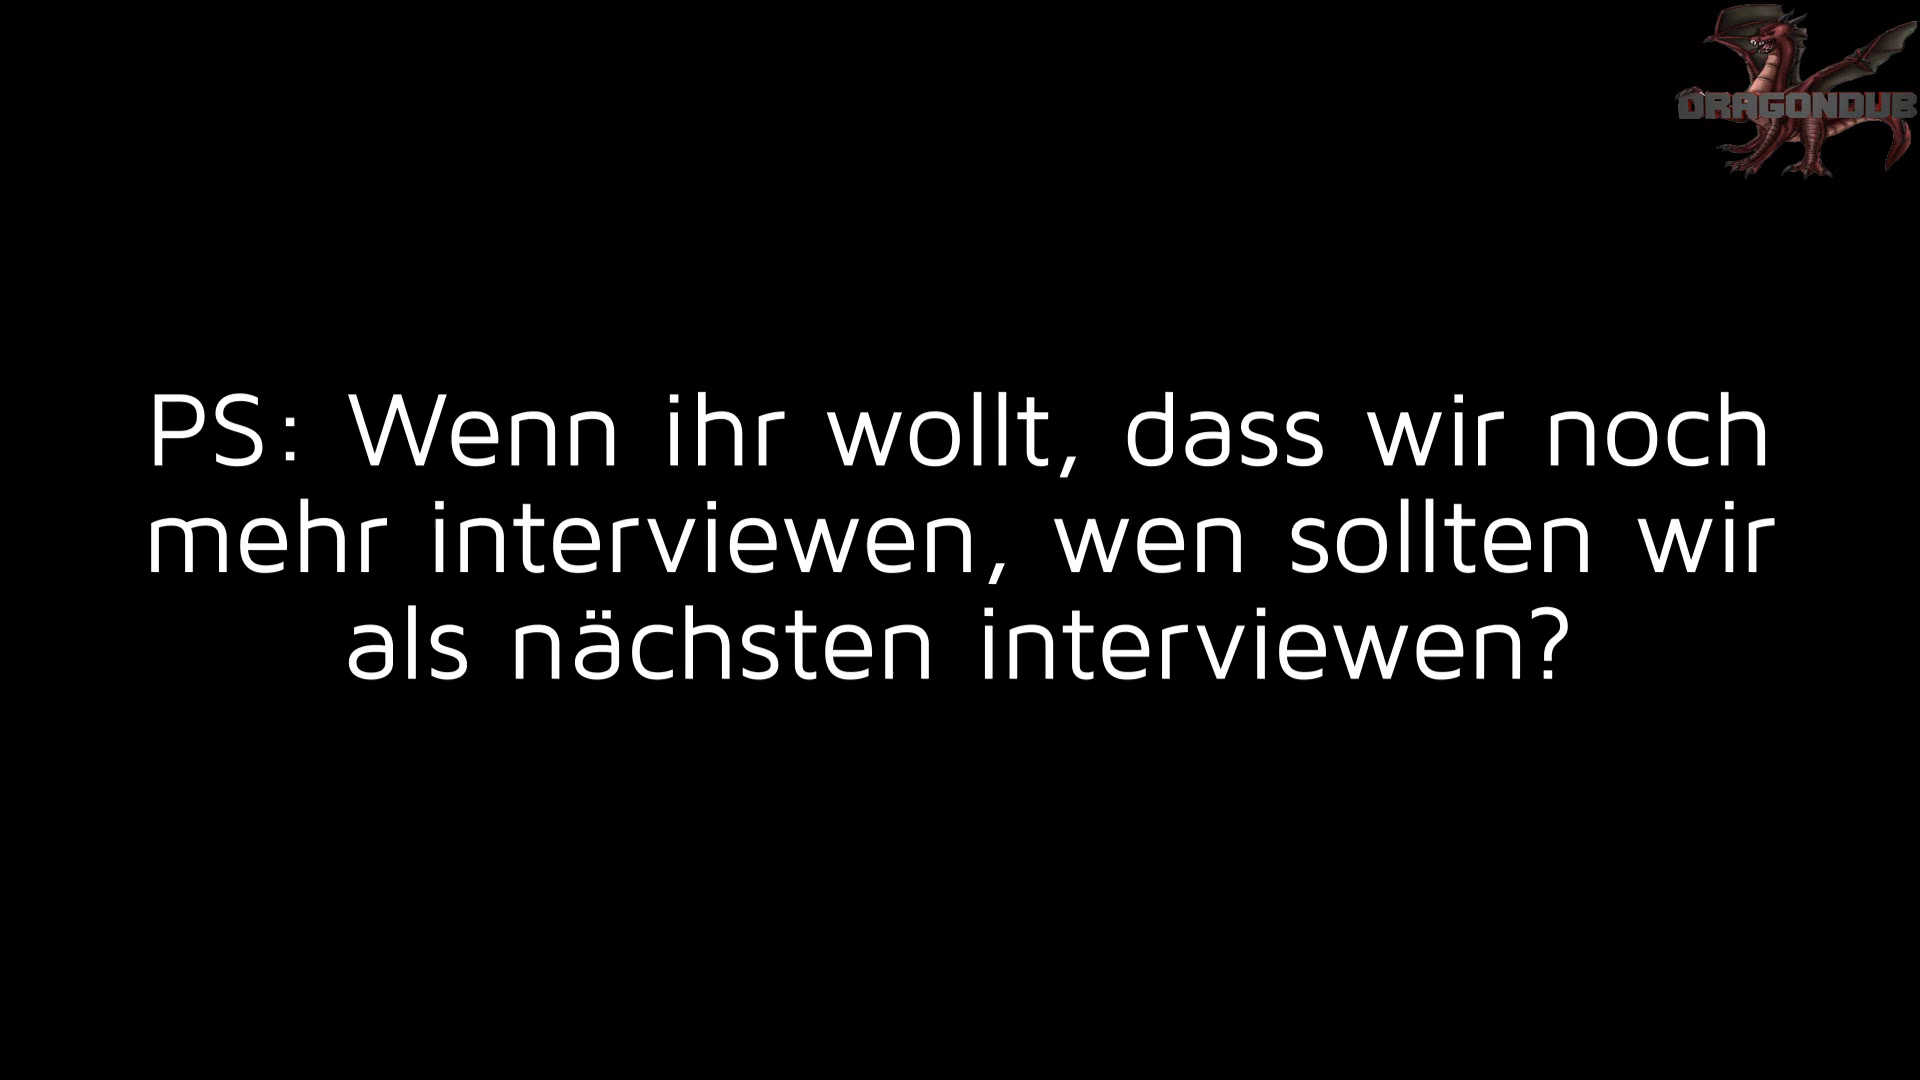 DRAGONDUB
PS: Wenn ihr wollt, dass wir noch
mehr interviewen, wen sollten wir
als nächsten interviewen?